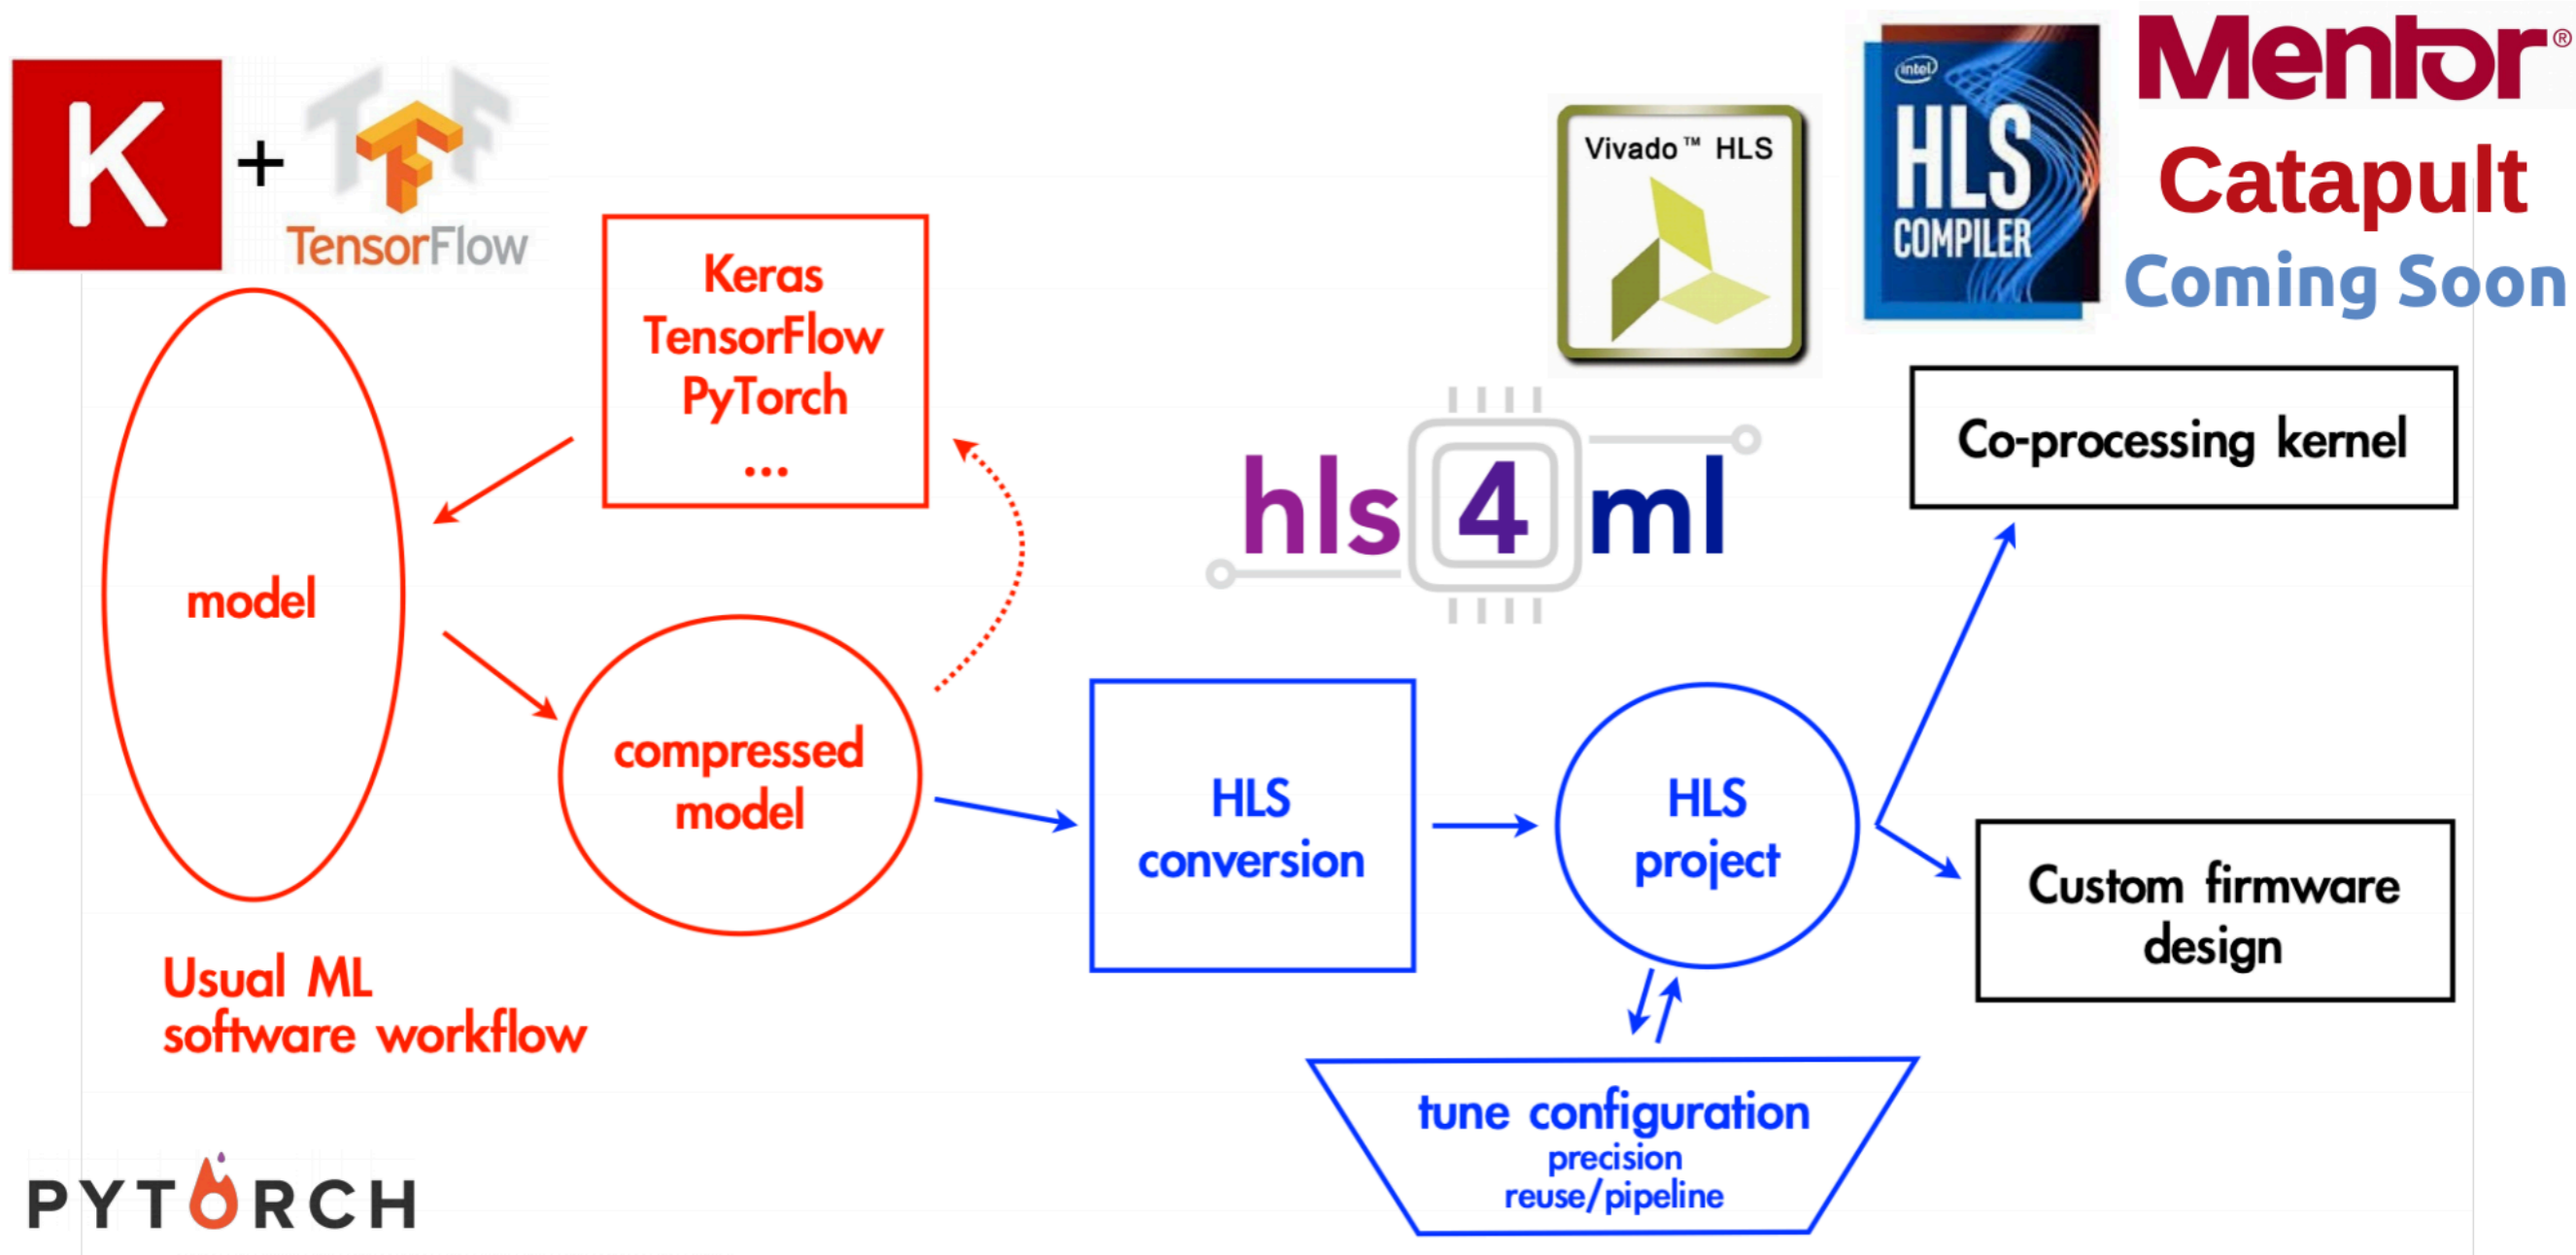 K
+
TensorFlow
Keras
TensorFlow
PyTorch
...
model
compressed
model
Usual ML
software workflow
PYTORCH
hls 4 ml
Vivado™ HLS
intel
HLS
COMPILER
Mentor®
Catapult
Coming Soon
HLS
conversion
HLS
project
tune configuration
precision
reuse/pipeline
Co-processing kernel
Custom firmware
design